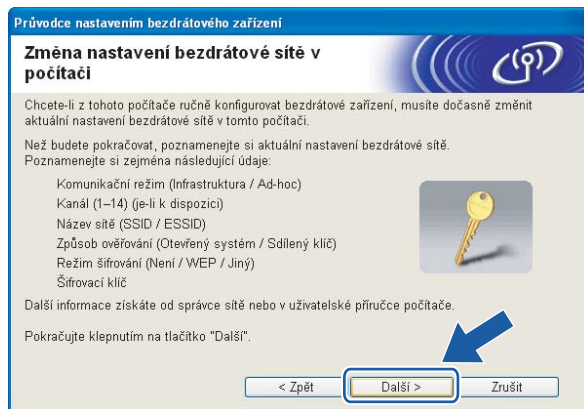 Průvodce nastavením bezdrátového zařízení
Změna nastavení bezdrátové sítě v
počítači
Chcete-li z tohoto počítače ručně konfigurovat bezdrátové zařízení, musíte dočasně změnit
aktuální nastavení bezdrátové sítě v tomto počítači.
Než budete pokračovat, poznamenejte si aktuální nastavení bezdrátové sítě.
Poznamenejte si zejména následující údaje:
Komunikační režim (Infrastruktura / Ad-hoc)
Kanál (1–14) (je-li k dispozici)
Název sítě (SSID / ESSID)
Způsob ověřování (Otevřený systém / Sdílený klíč)
Režim šifrování (Není / WEP / Jiný)
Šifrovací klíč
Další informace získáte od správce sítě nebo v uživatelské příručce počítače.
Pokračujte klepnutím na tlačítko "Další".
< Zpět
Další >
Zrušit